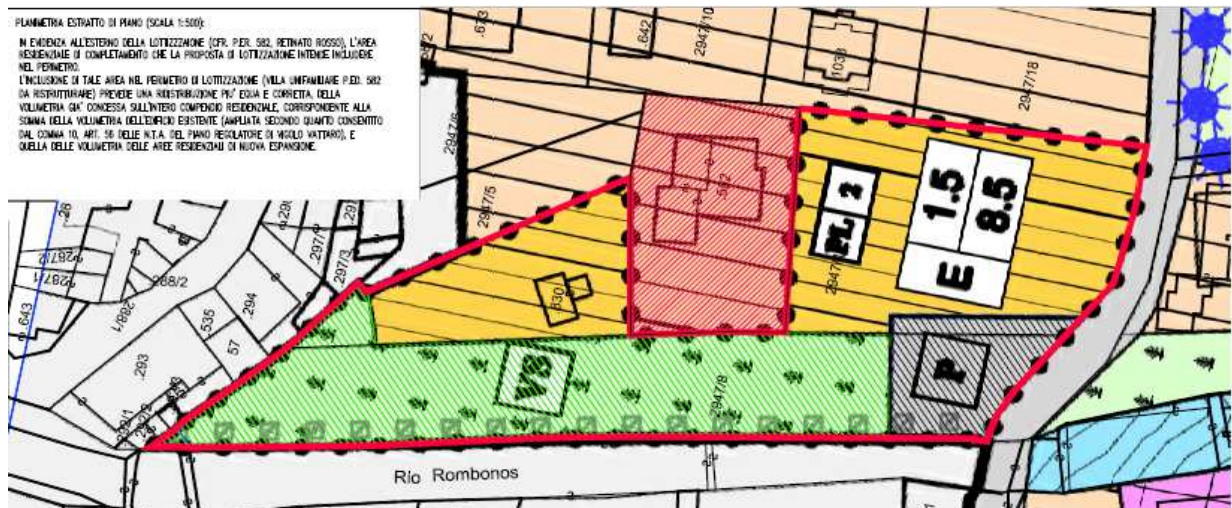 PLANIMETRIA ESTRATTO DI PIANO (SCALA 1:500):
IN EVIDENZA ALL'ESTERNO DELLA LOTTIZZZAIONE (CFR. P.ER. 582, RETINATO ROSSO), L'AREA
RESIDENZIALE DI COMPLETAMENTO CHE LA PROPOSTA DI LOTTIZZAZIONE INTENDE INCLUDERE
NEL PERIMETRO.
L'INCLUSIONE DI TALE AREA NEL PERIMETRO DI LOTTIZZAZIONE (VILLA UNIFAMILIARE P.ED. 582
DA RISTRUTTURARE) PREVEDE UNA RIDISTRIBUZIONE PIU' EQUA E CORRETTA, DELLA
VOLUMETRIA GIA' CONCESSA SULL'INTERO COMPENDIO RESIDENZIALE, CORRISPONDENTE ALLA
SOMMA DELLA VOLUMETRIA DELL'EDIFICIO ESISTENTE (AMPLIATA SECONDO QUANTO CONSENTITO
DAL COMMA 10, ART. 56 DELLE N.T.A. DEL PIANO REGOLATORE DI VIGOLO VATTARO), E
QUELLA DELLE VOLUMETRIA DELLE AREE RESIDENZIALI DI NUOVA ESPANSIONE.
.673
.642
2947/10
1038
2947/18
2947/6
2947/5
582
PL 2
E 1.5 8.5
2947
.630
VG
2947/8
P
.28
287/2
287/1
288/2
288/1
.643
.293
.535
57
.294
297/3
297/
Rio Rombonos